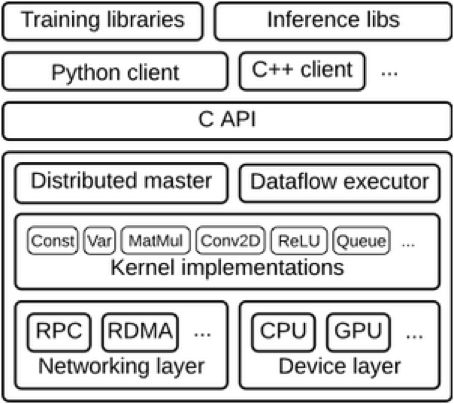 Training libraries Inference libs
Python client C++ client ...
C API
Distributed master Dataflow executor
Const Var MatMul Conv2D ReLU Queue ...
Kernel implementations
RPC RDMA ... CPU GPU ...
Networking layer Device layer